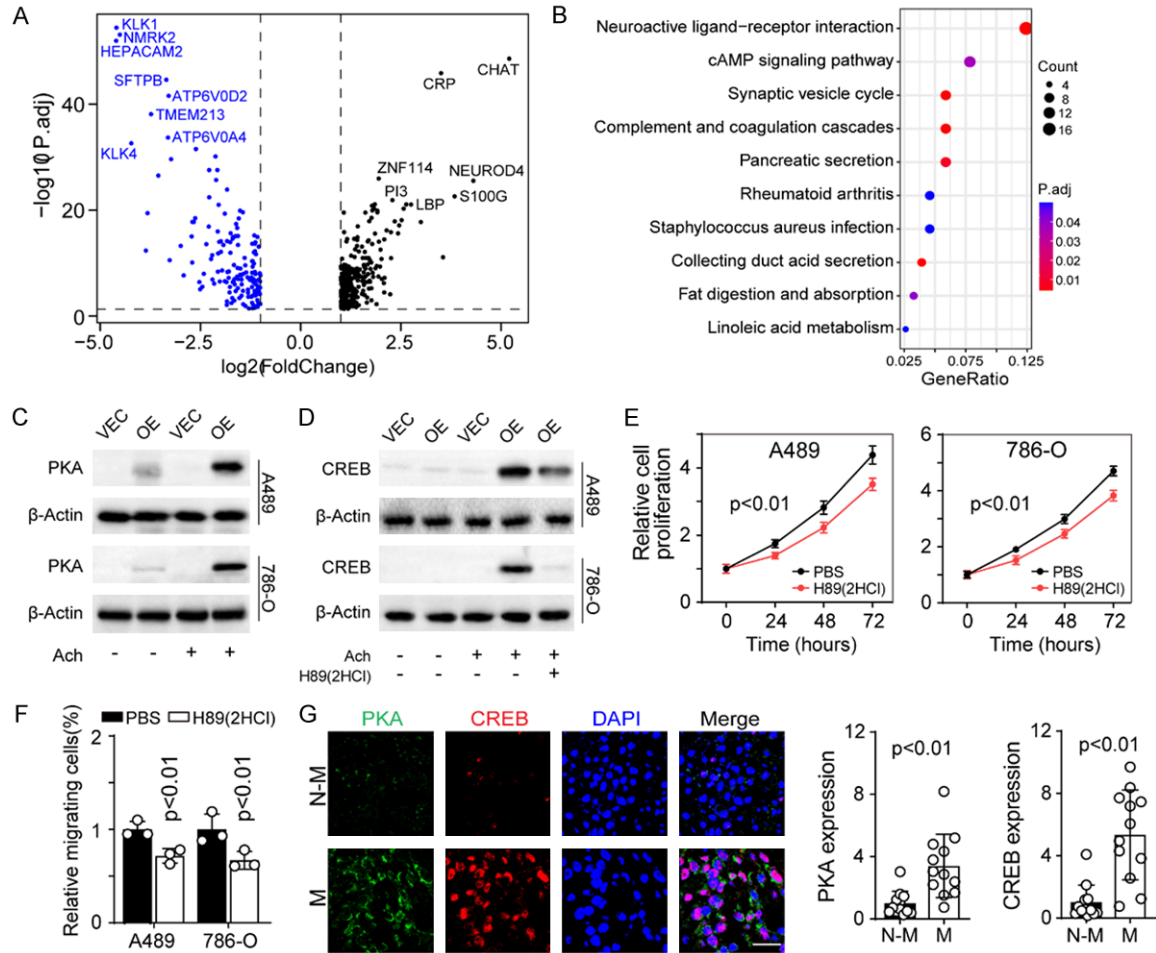 A
KLK1
NMRK2
HEPACAM2
SFTPB
ATP6V0D2
TMEM213
ATP6V0A4
KLK4
CHAT
CRP
ZNF114
NEUROD4
PI3
LBP
S100G
−log10(P.adj)
40
20
0
−5.0 −2.5 0.0 2.5 5.0
log2(FoldChange)
B
Neuroactive ligand−receptor interaction
cAMP signaling pathway
Synaptic vesicle cycle
Complement and coagulation cascades
Pancreatic secretion
Rheumatoid arthritis
Staphylococcus aureus infection
Collecting duct acid secretion
Fat digestion and absorption
Linoleic acid metabolism
0.025 0.075 0.125
GeneRatio
Count
4
8
12
16
P.adj
0.04
0.03
0.02
0.01
C
VEC OE VEC OE
PKA
β-Actin
A489
PKA
β-Actin
786-O
Ach - - + +
D
VEC OE VEC OE OE
CREB
β-Actin
A489
CREB
β-Actin
786-O
Ach - - + + +
H89(2HCl) - - - - +
E
Relative cell
proliferation
A489
p<0.01
PBS
H89(2HCl)
0
2
4
0 24 48 72
Time (hours)
786-O
p<0.01
PBS
H89(2HCl)
0
2
4
6
0 24 48 72
Time (hours)
F
PBS H89(2HCl)
Relative migrating cells(%)
2
1
0
p<0.01
p<0.01
A489 786-O
G
PKA CREB DAPI Merge
N-M
M
PKA expression
12
8
4
0
p<0.01
N-M M
CREB expression
12
8
4
0
p<0.01
N-M M